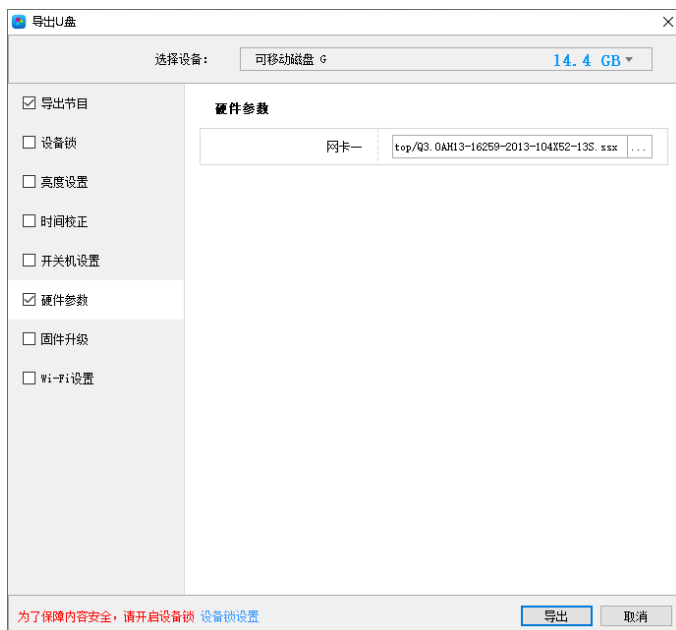 导出U盘
选择设备： 可移动磁盘 G 14.4 GB
导出节目
设备锁
亮度设置
时间校正
开关机设置
硬件参数
固件升级
Wi-Fi设置
硬件参数
网卡一 top/Q3.0AH13-16259-2013-104X52-13S.ssx ...
为了保障内容安全，请开启设备锁 设备锁设置
导出 取消